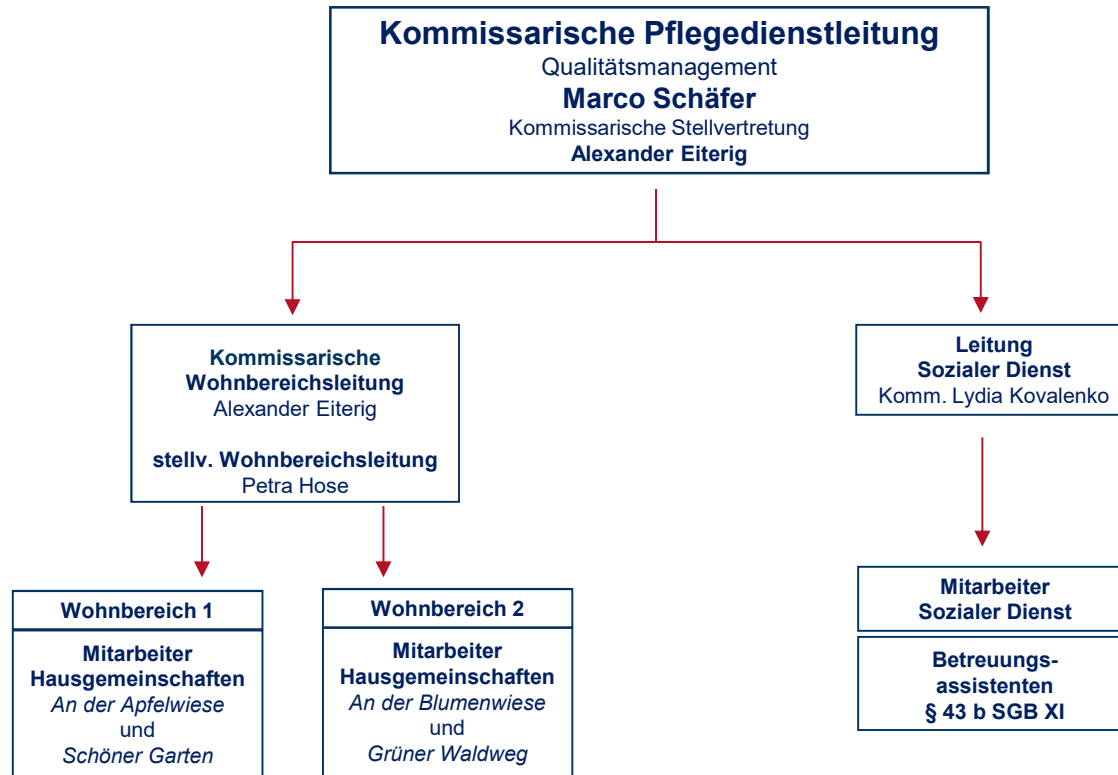 Kommissarische Pflegedienstleitung
Qualitätsmanagement
Marco Schäfer
Kommissarische Stellvertretung
Alexander Eiterig
Kommissarische
Wohnbereichsleitung
Alexander Eiterig
stellv. Wohnbereichsleitung
Petra Hose
Leitung
Sozialer Dienst
Komm. Lydia Kovalenko
Wohnbereich 1
Mitarbeiter
Hausgemeinschaften
An der Apfelwiese
und
Schöner Garten
Wohnbereich 2
Mitarbeiter
Hausgemeinschaften
An der Blumenwiese
und
Grüner Waldweg
Mitarbeiter
Sozialer Dienst
Betreuungs-
assistenten
§ 43 b SGB XI